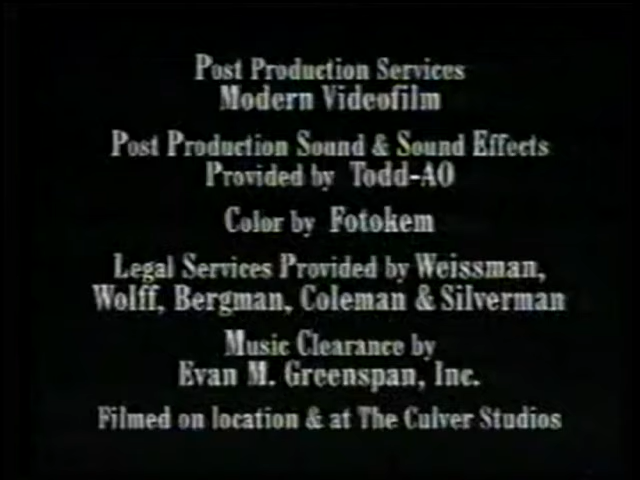 Post Production Services
Modern Videofilm
Post Production Sound & Sound Effects
Provided by Todd-AO
Color by Fotokem
Legal Services Provided by Weissman,
Wolff, Bergman, Coleman & Silverman
Music Clearance by
Evan M. Greenspan, Inc.
Filmed on location & at The Culver Studios